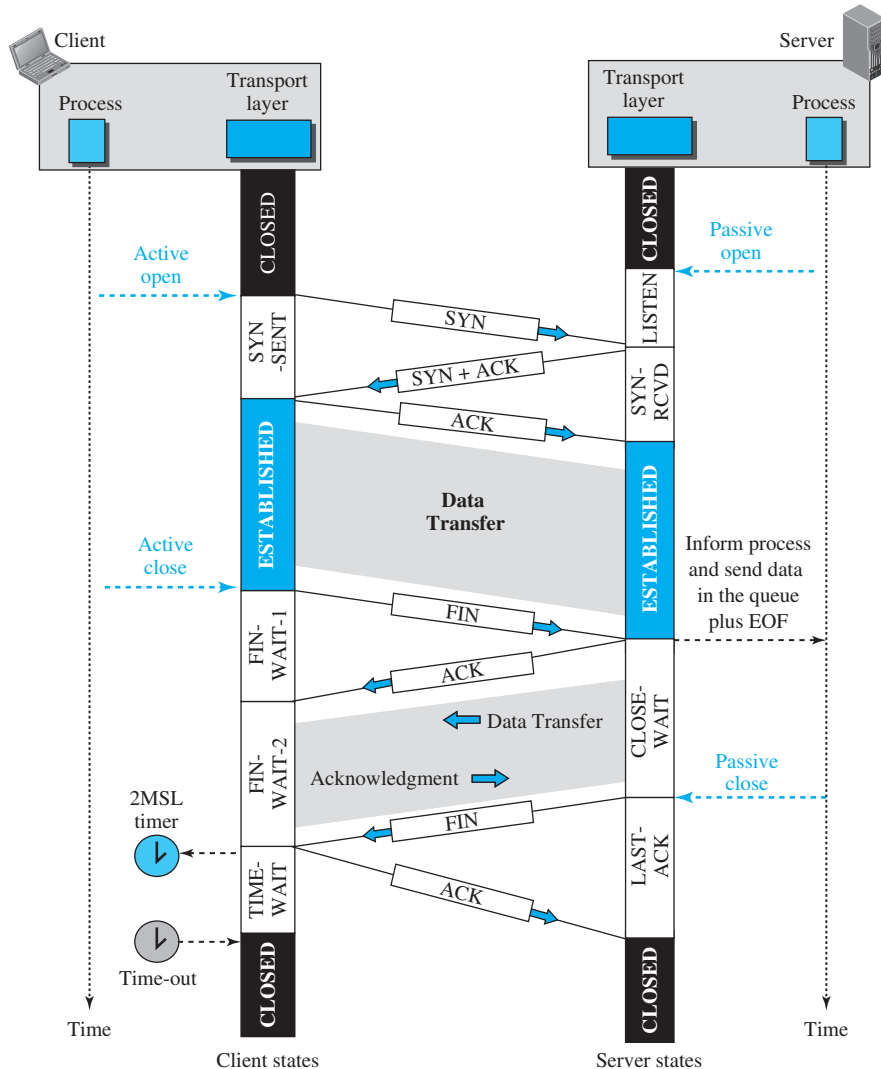 Client
Server
Transport
layer
Process
Transport
layer
Process
CLOSED
CLOSED
Passive
open
Active
open
LISTEN
SYN
-SENT
SYN
SYN + ACK
SYN-
RCVD
ACK
ESTABLISHED
Data
Transfer
ESTABLISHED
Active
close
Inform process
and send data
in the queue
plus EOF
FIN
FIN-
WAIT-1
ACK
CLOSE-
WAIT
Data Transfer
FIN-
WAIT-2
Acknowledgment
Passive
close
2MSL
timer
FIN
LAST-
ACK
TIME-
WAIT
ACK
Time-out
CLOSED
CLOSED
Time
Time
Client states
Server states